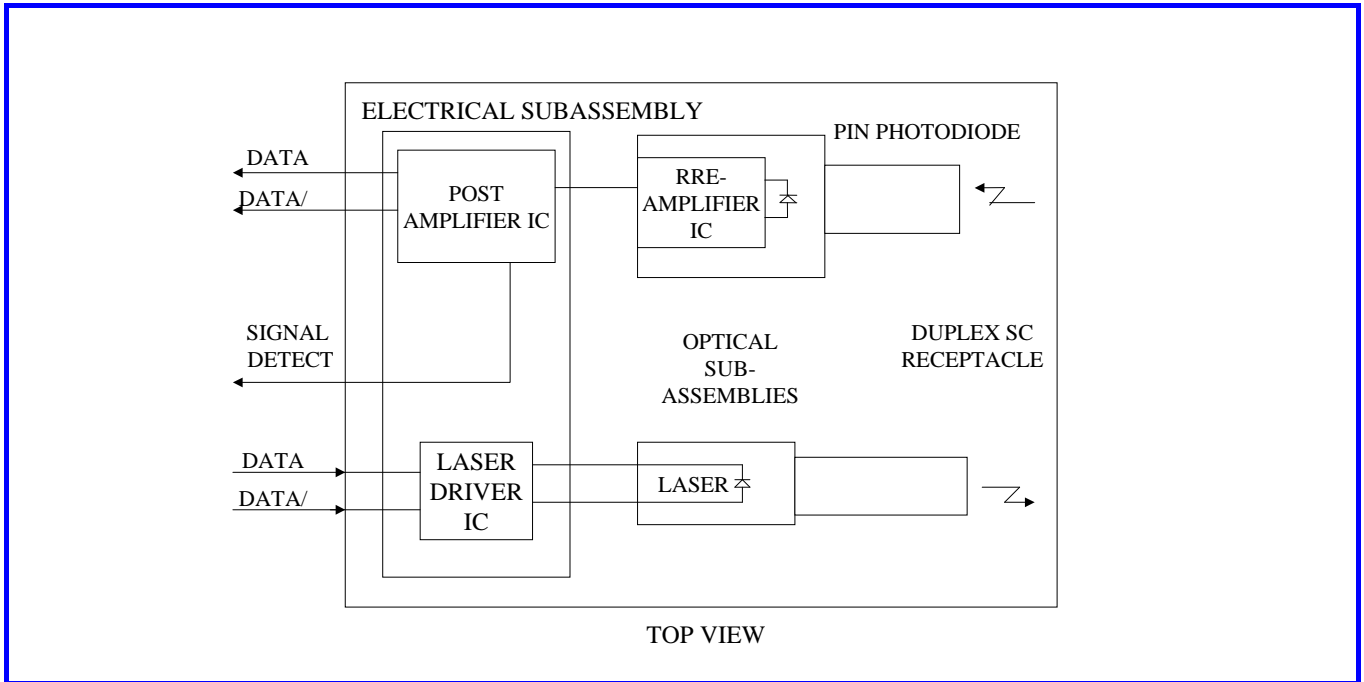 ELECTRICAL SUBASSEMBLY
PIN PHOTODIODE
DATA
DATA/
POST
AMPLIFIER IC
RRE-
AMPLIFIER
IC
SIGNAL
DETECT
OPTICAL
SUB-
ASSEMBLIES
DUPLEX SC
RECEPTACLE
DATA
DATA/
LASER
DRIVER
IC
LASER
TOP VIEW